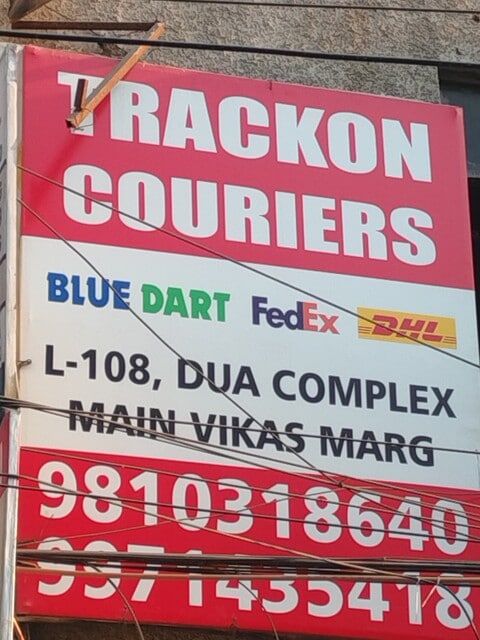 TRACKON
COURIERS
BLUE DART FedEx DHL
L-108, DUA COMPLEX
MAIN VIKAS MARG
9810318640
9971435418